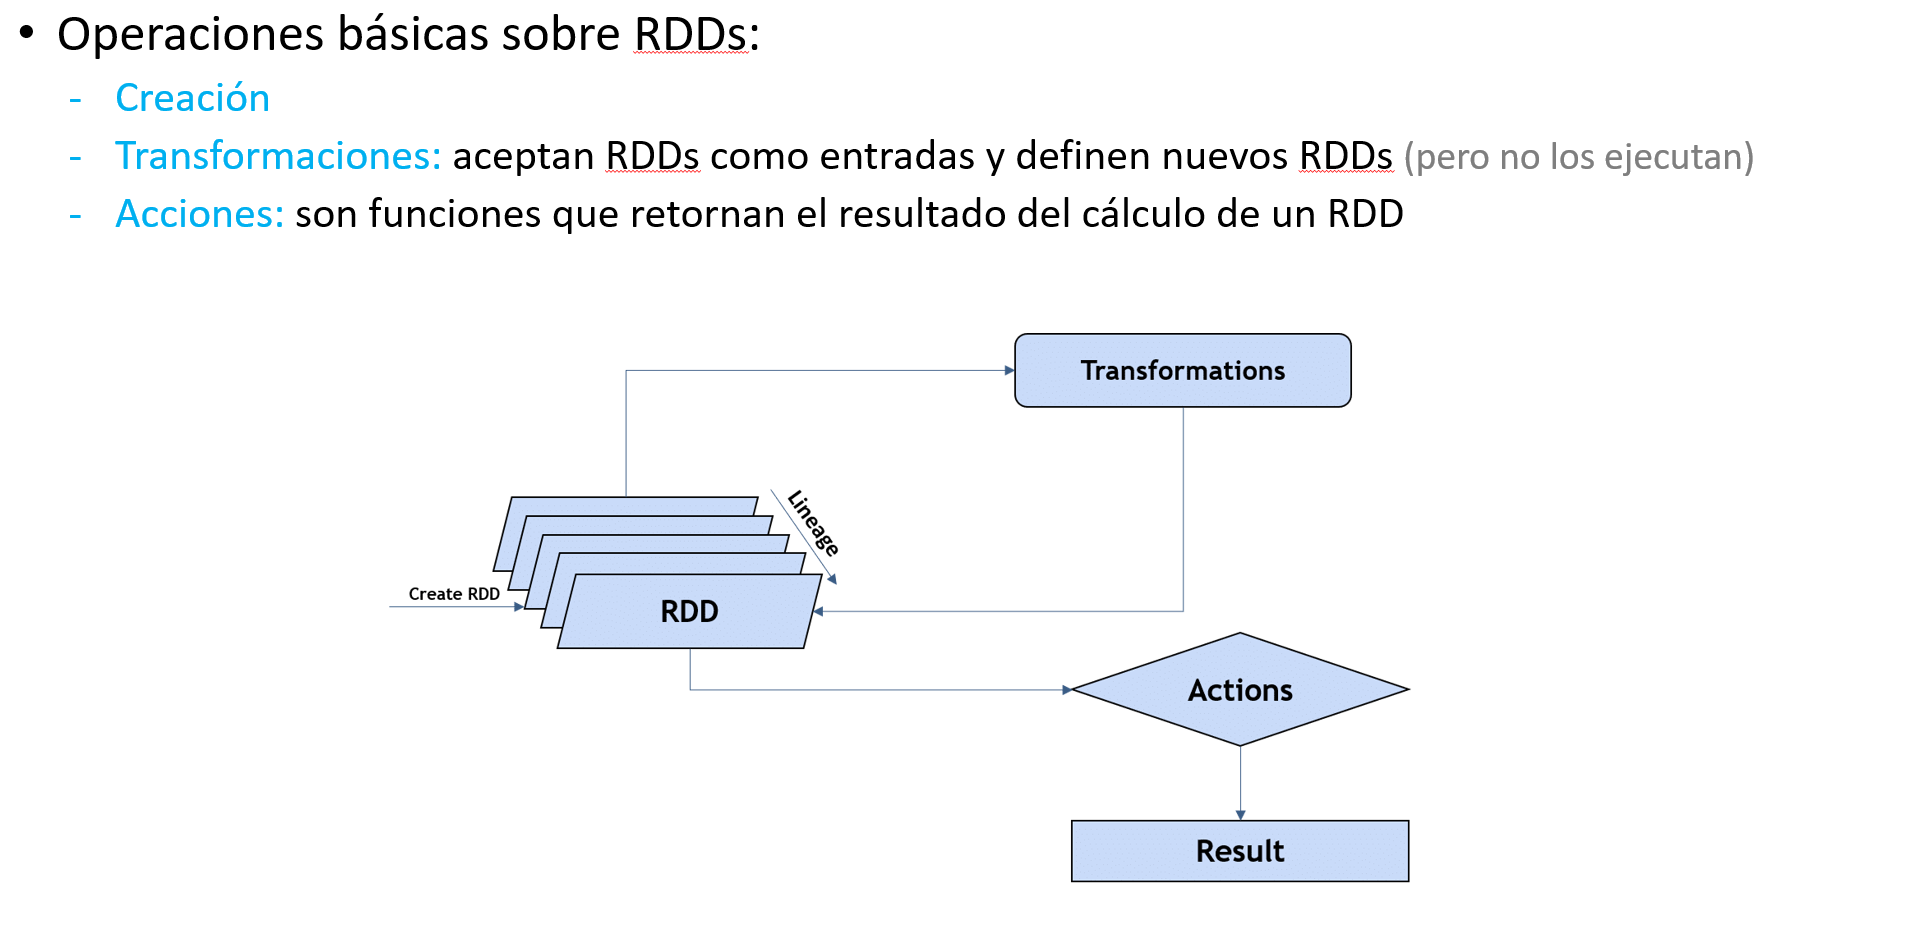 • Operaciones básicas sobre RDDs:
- Creación
- Transformaciones: aceptan RDDs como entradas y definen nuevos RDDs (pero no los ejecutan)
- Acciones: son funciones que retornan el resultado del cálculo de un RDD
Transformations
Lineage
Create RDD
RDD
Actions
Result